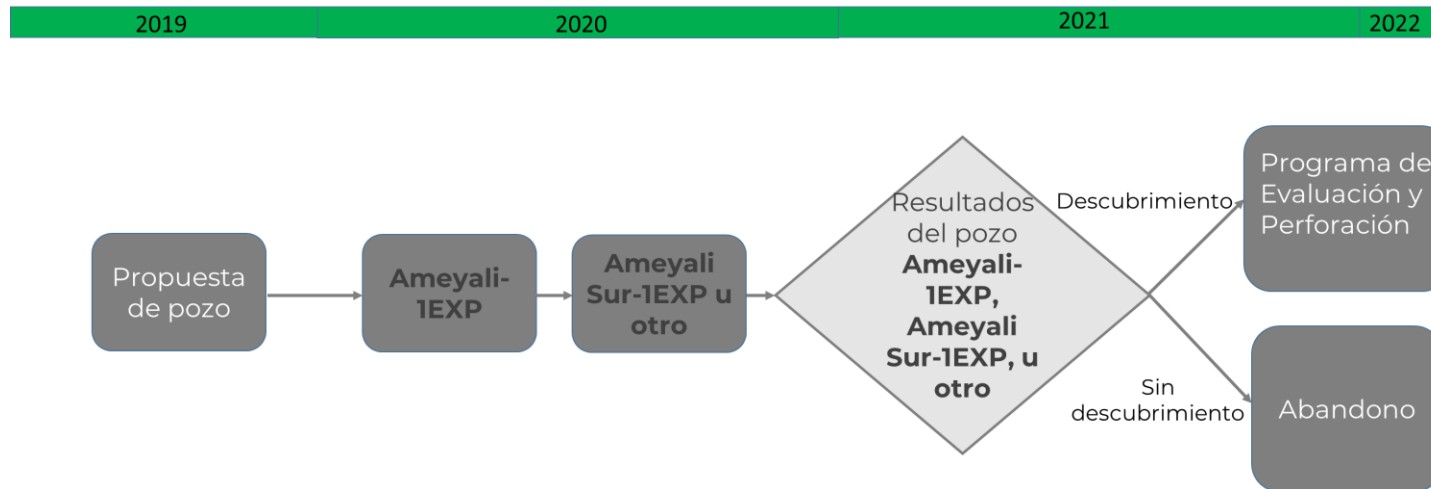 2019
2020
2021
2022
Propuesta
de pozo
Ameyali-
1EXP
Ameyali
Sur-1EXP u
otro
Resultados
del pozo
Ameyali-
1EXP,
Ameyali
Sur-1EXP, u
otro
Descubrimiento
Programa de
Evaluación y
Perforación
Sin
descubrimiento
Abandono